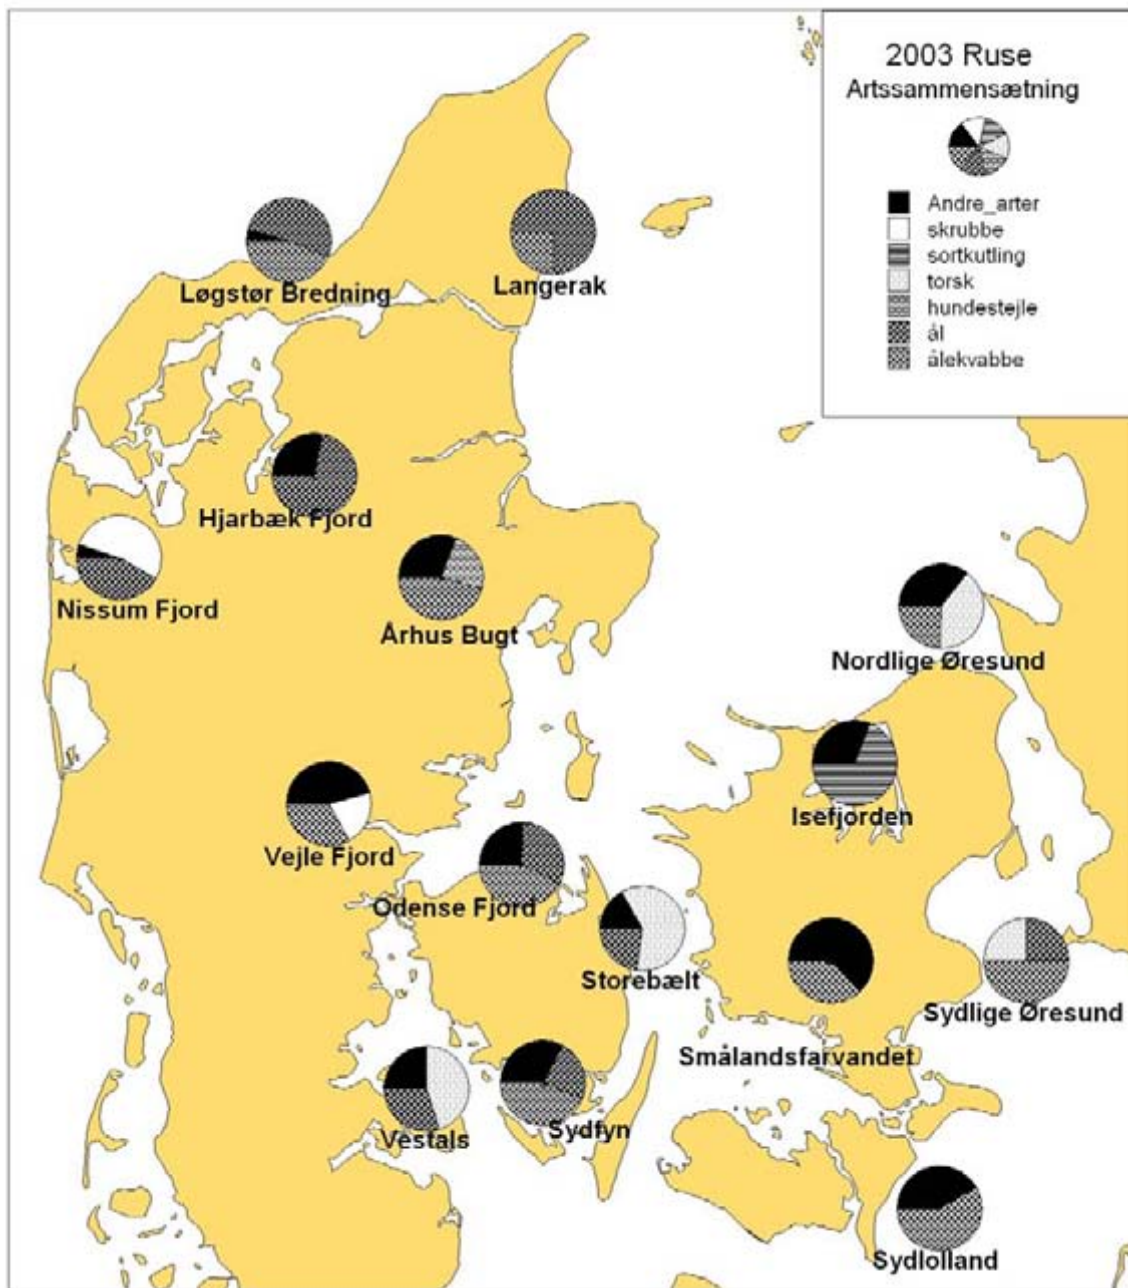 2003 Ruse
Artssammensætning
Andre_arter
skrubbe
sortkutling
torsk
hundestejle
ål
ålekvabbe
Løgstør Bredning
Langerak
Hjarbæk Fjord
Nissum Fjord
Århus Bugt
Nordlige Øresund
Isefjorden
Vejle Fjord
Odense Fjord
Storebælt
Sydlige Øresund
Smålandsfarvandet
Vestals
Sydfyn
Sydlolland